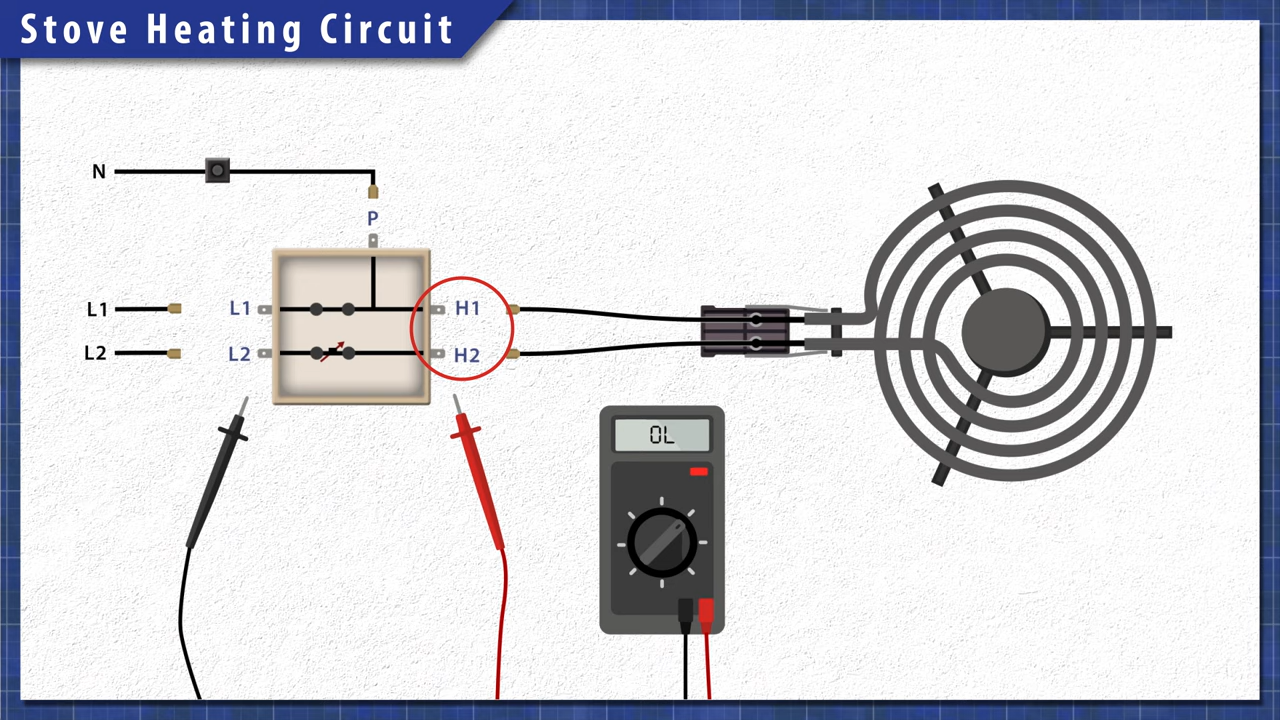 Stove Heating Circuit
N
P
L1 L1 H1
L2 L2 H2
OL